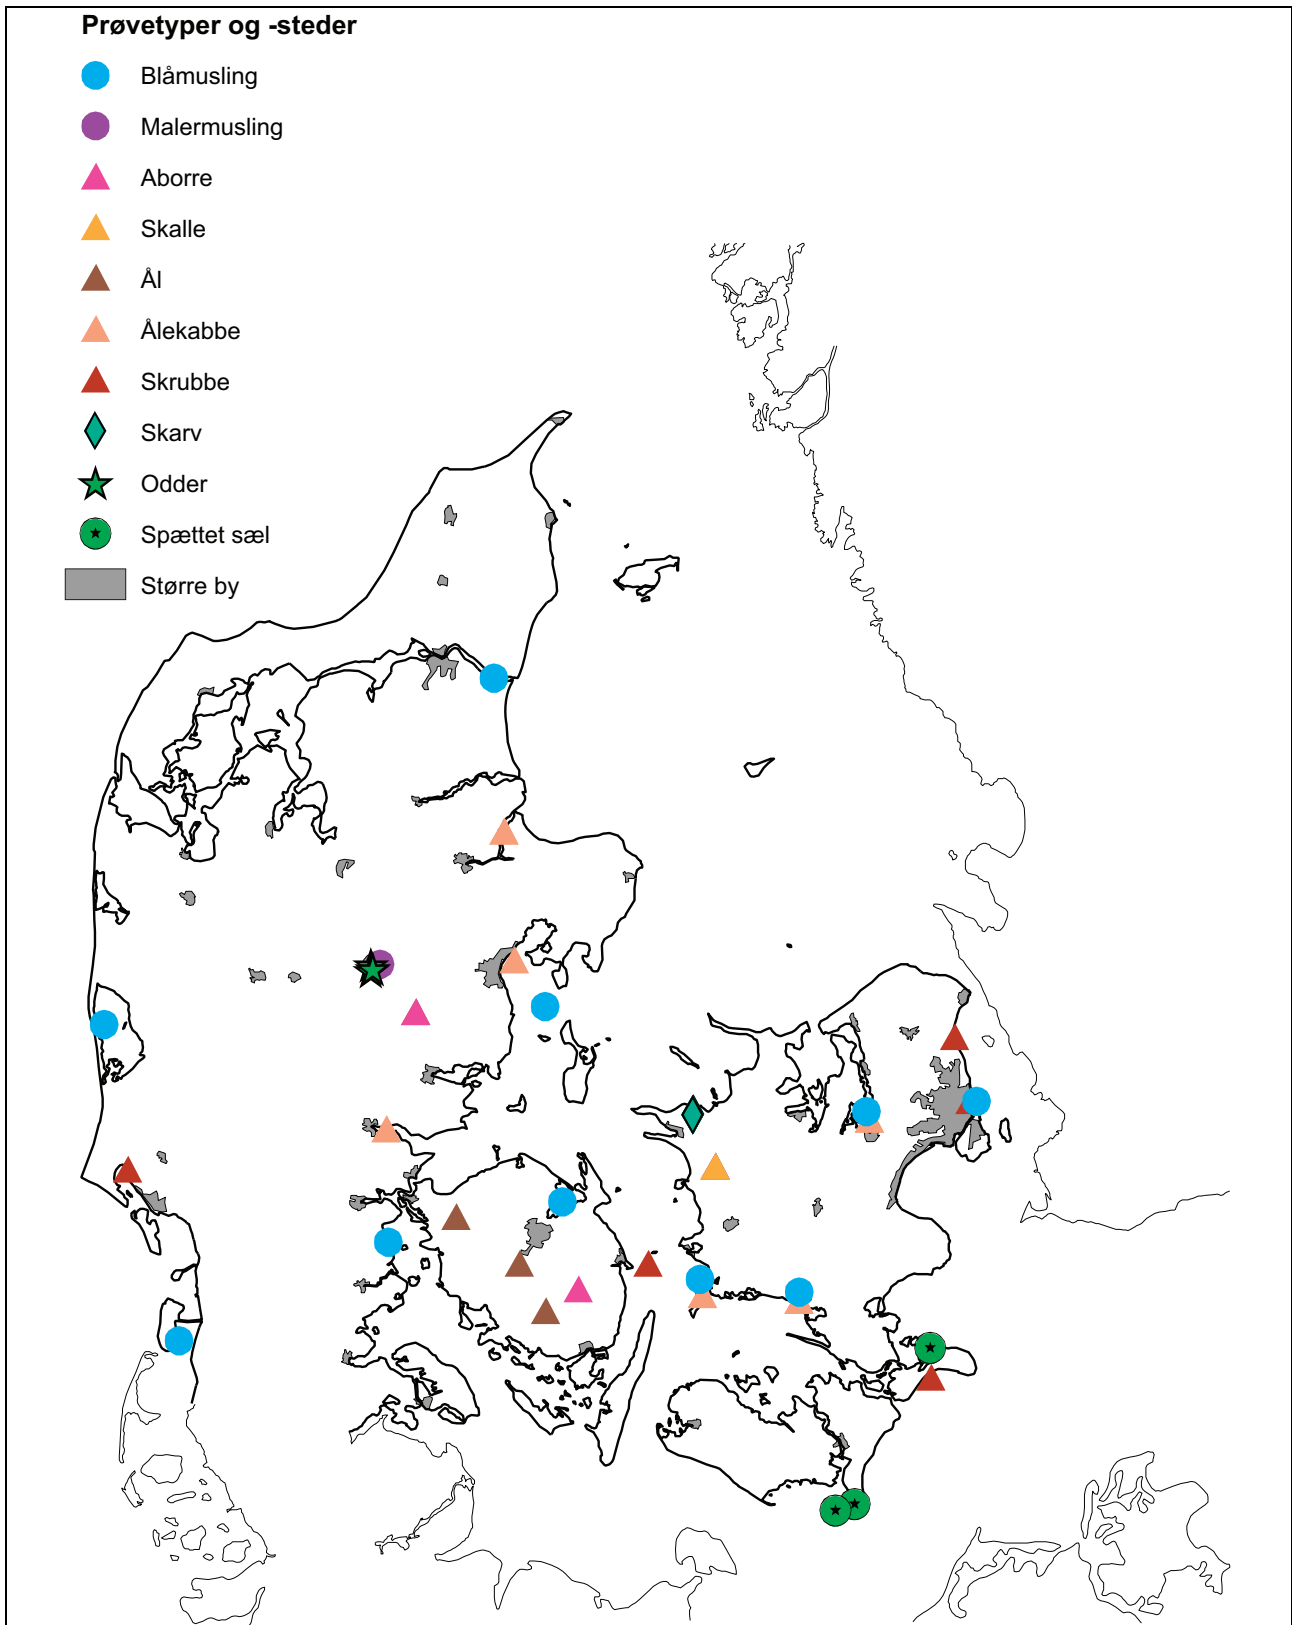 Prøvetyper og -steder
Blåmusling
Malermusling
Aborre
Skalle
Ål
Ålekabbe
Skrubbe
Skarv
Odder
Spættet sæl
Større by